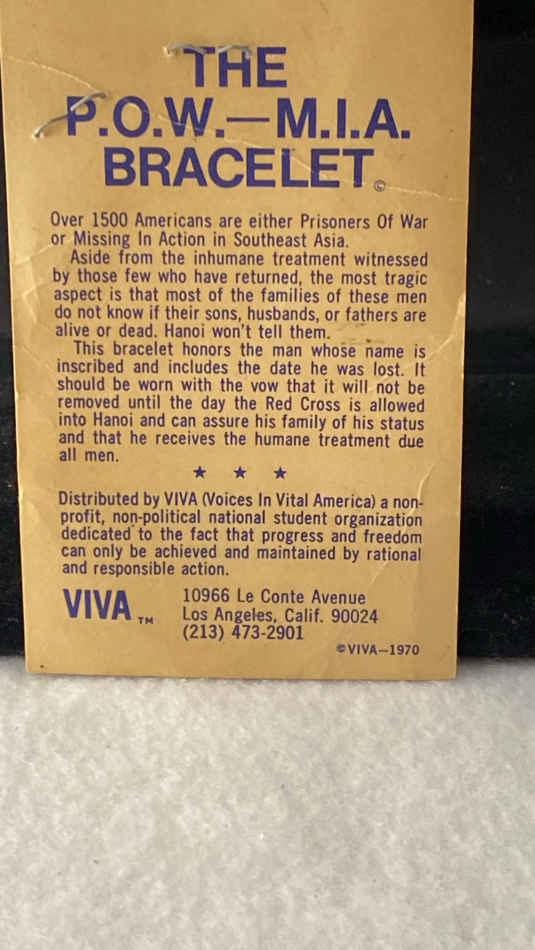 THE
P.O.W.—M.I.A.
BRACELET©
Over 1500 Americans are either Prisoners Of War
or Missing In Action in Southeast Asia.
Aside from the inhumane treatment witnessed
by those few who have returned, the most tragic
aspect is that most of the families of these men
do not know if their sons, husbands, or fathers are
alive or dead. Hanoi won't tell them.
This bracelet honors the man whose name is
inscribed and includes the date he was lost. It
should be worn with the vow that it will not be
removed until the day the Red Cross is allowed
into Hanoi and can assure his family of his status
and that he receives the humane treatment due
all men.
★ ★ ★
Distributed by VIVA (Voices In Vital America) a non-
profit, non-political national student organization
dedicated to the fact that progress and freedom
can only be achieved and maintained by rational
and responsible action.
VIVA™
10966 Le Conte Avenue
Los Angeles, Calif. 90024
(213) 473-2901
©VIVA—1970